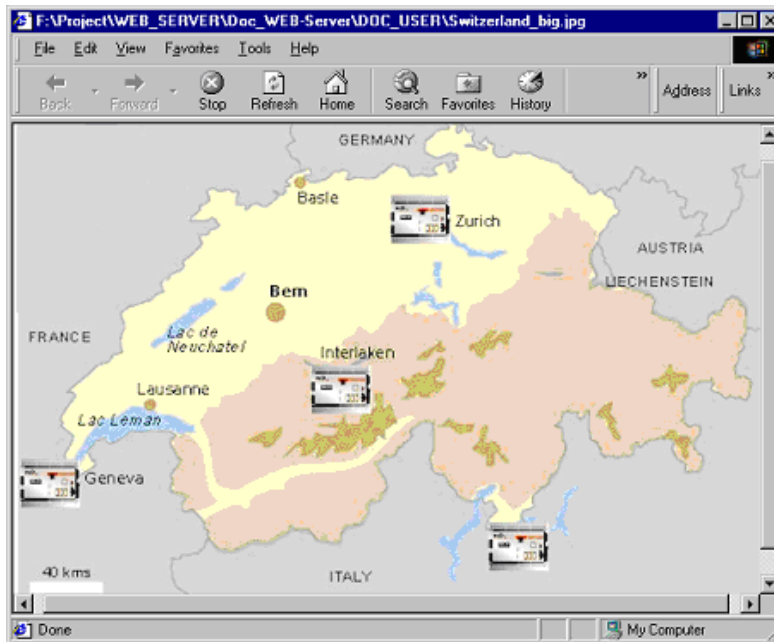 F:\Project\WEB_SERVER\Doc_WEB-Server\DOC_USER\Switzerland_big.jpg
File Edit View Favorites Tools Help
Back Forward Stop Refresh Home Search Favorites History » Address Links »
GERMANY
Basle
Zurich
AUSTRIA
LIECHENSTEIN
Bern
FRANCE
Lac de
Neuchatel
Interlaken
Lausanne
Lac Leman
Geneva
40 kms
ITALY
Done
My Computer